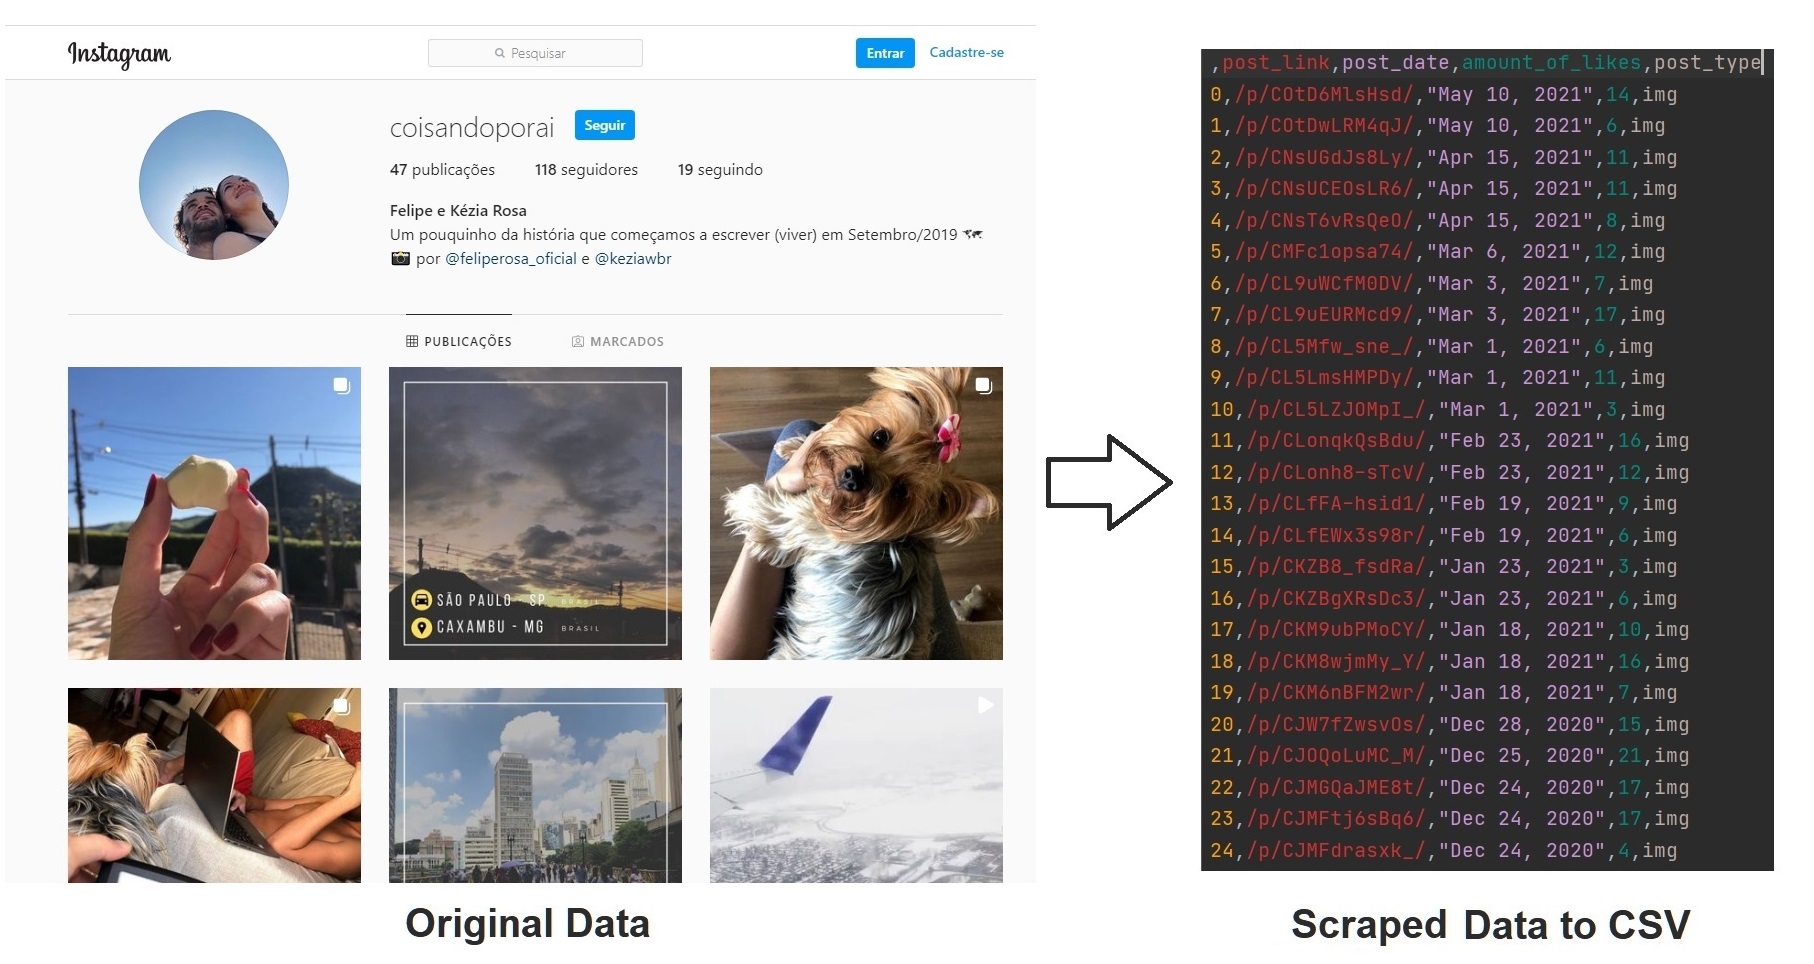 Instagram
Pesquisar
Entrar
Cadastre-se
coisandoporai
Seguir
47 publicações 118 seguidores 19 seguindo
Felipe e Kézia Rosa
Um pouquinho da história que começamos a escrever (viver) em Setembro/2019 🗺
📸 por @feliperosa_oficial e @keziawbr
PUBLICAÇÕES
MARCADOS
SÃO PAULO - SP BRASIL
CAXAMBU - MG BRASIL
Original Data
,post_link,post_date,amount_of_likes,post_type
0,/p/COtD6MlsHsd/,"May 10, 2021",14,img
1,/p/COtDwLRM4qJ/,"May 10, 2021",6,img
2,/p/CNsUGdJs8Ly/,"Apr 15, 2021",11,img
3,/p/CNsUCEOsLR6/,"Apr 15, 2021",11,img
4,/p/CNsT6vRsQeO/,"Apr 15, 2021",8,img
5,/p/CMFc1opsa74/,"Mar 6, 2021",12,img
6,/p/CL9uWCfM0DV/,"Mar 3, 2021",7,img
7,/p/CL9uEURMcd9/,"Mar 3, 2021",17,img
8,/p/CL5Mfw_sne_/,"Mar 1, 2021",6,img
9,/p/CL5LmsHMPDy/,"Mar 1, 2021",11,img
10,/p/CL5LZJOMpI_/,"Mar 1, 2021",3,img
11,/p/CLonqkQsBdu/,"Feb 23, 2021",16,img
12,/p/CLonh8-sTcV/,"Feb 23, 2021",12,img
13,/p/CLfFA-hsid1/,"Feb 19, 2021",9,img
14,/p/CLfEWx3s98r/,"Feb 19, 2021",6,img
15,/p/CKZB8_fsdRa/,"Jan 23, 2021",3,img
16,/p/CKZBgXRsDc3/,"Jan 23, 2021",6,img
17,/p/CKM9ubPMoCY/,"Jan 18, 2021",10,img
18,/p/CKM8wjmMy_Y/,"Jan 18, 2021",16,img
19,/p/CKM6nBFM2wr/,"Jan 18, 2021",7,img
20,/p/CJW7fZwsvOs/,"Dec 28, 2020",15,img
21,/p/CJOQoLuMC_M/,"Dec 25, 2020",21,img
22,/p/CJMGQaJME8t/,"Dec 24, 2020",17,img
23,/p/CJMFtj6sBq6/,"Dec 24, 2020",17,img
24,/p/CJMFdrasxk_/,"Dec 24, 2020",4,img
Scraped Data to CSV